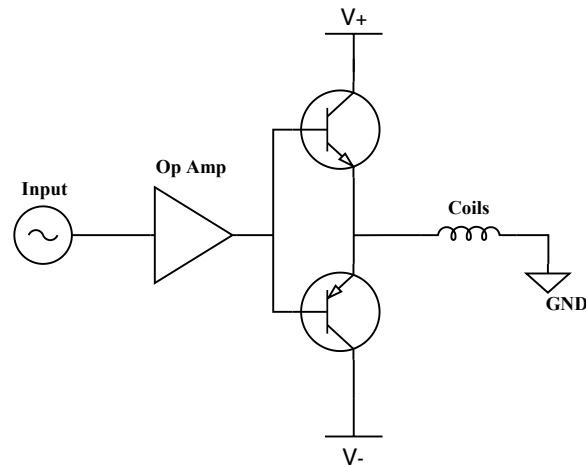 V+
Op Amp
Input
Coils
GND
V-